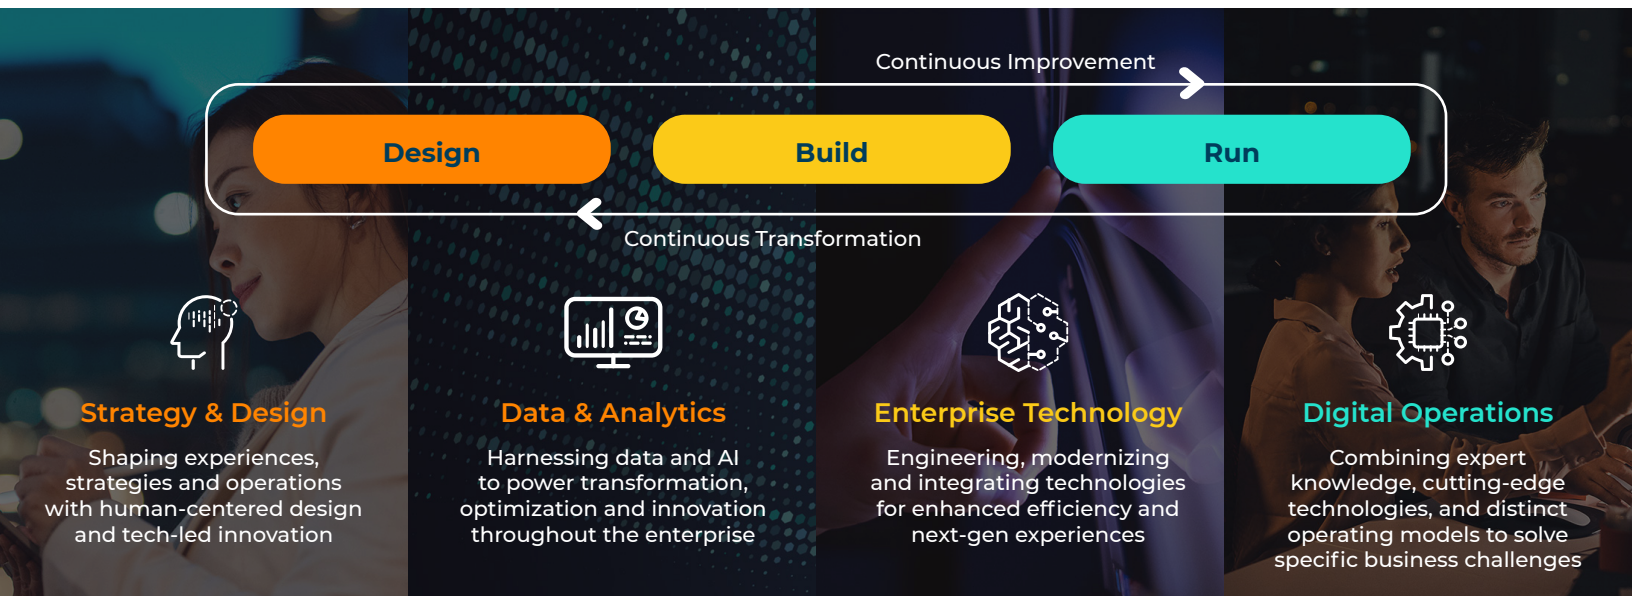 Continuous Improvement
Design
Build
Run
Continuous Transformation
Strategy & Design
Shaping experiences,
strategies and operations
with human-centered design
and tech-led innovation
Data & Analytics
Harnessing data and AI
to power transformation,
optimization and innovation
throughout the enterprise
Enterprise Technology
Engineering, modernizing
and integrating technologies
for enhanced efficiency and
next-gen experiences
Digital Operations
Combining expert
knowledge, cutting-edge
technologies, and distinct
operating models to solve
specific business challenges